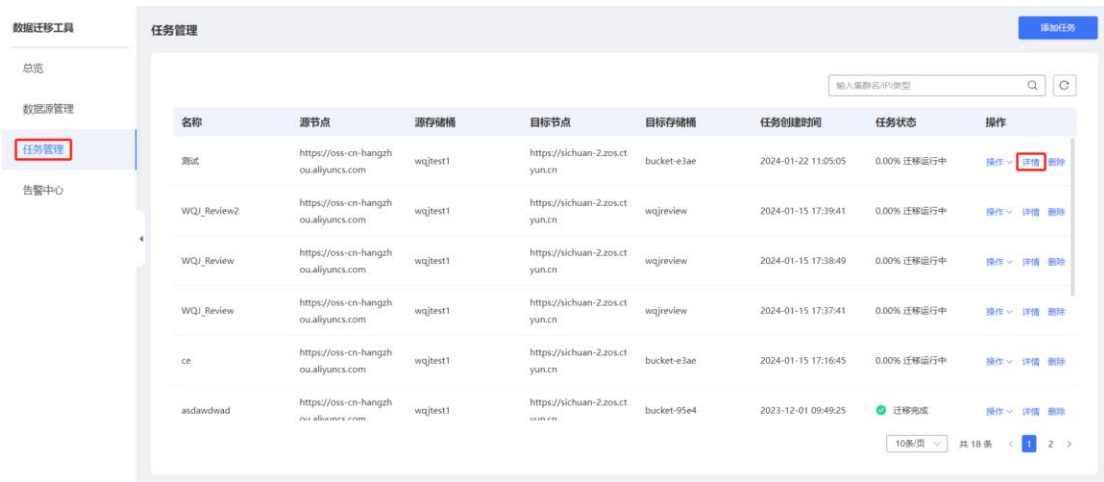 数据迁移工具
总览
数据源管理
任务管理
告警中心
任务管理
添加任务
输入集群名/IP/类型
名称 源节点 源存储桶 目标节点 目标存储桶 任务创建时间 任务状态 操作
测试 https://oss-cn-hangzh wqjtest1 https://sichuan-2.zos.ct bucket-e3ae 2024-01-22 11:05:05 0.00% 迁移运行中 操作 详情 删除
ou.aliyuncs.com yun.cn
WQJ_Review2 https://oss-cn-hangzh wqjtest1 https://sichuan-2.zos.ct wqjreview 2024-01-15 17:39:41 0.00% 迁移运行中 操作 详情 删除
ou.aliyuncs.com yun.cn
WQJ_Review https://oss-cn-hangzh wqjtest1 https://sichuan-2.zos.ct wqjreview 2024-01-15 17:38:49 0.00% 迁移运行中 操作 详情 删除
ou.aliyuncs.com yun.cn
WQJ_Review https://oss-cn-hangzh wqjtest1 https://sichuan-2.zos.ct wqjreview 2024-01-15 17:37:41 0.00% 迁移运行中 操作 详情 删除
ou.aliyuncs.com yun.cn
ce https://oss-cn-hangzh wqjtest1 https://sichuan-2.zos.ct bucket-e3ae 2024-01-15 17:16:45 0.00% 迁移运行中 操作 详情 删除
ou.aliyuncs.com yun.cn
asdawdwad https://oss-cn-hangzh wqjtest1 https://sichuan-2.zos.ct bucket-95e4 2023-12-01 09:49:25 迁移完成 操作 详情 删除
ou.aliyuncs.com yun.cn
10条/页 共 18 条 < 1 2 >